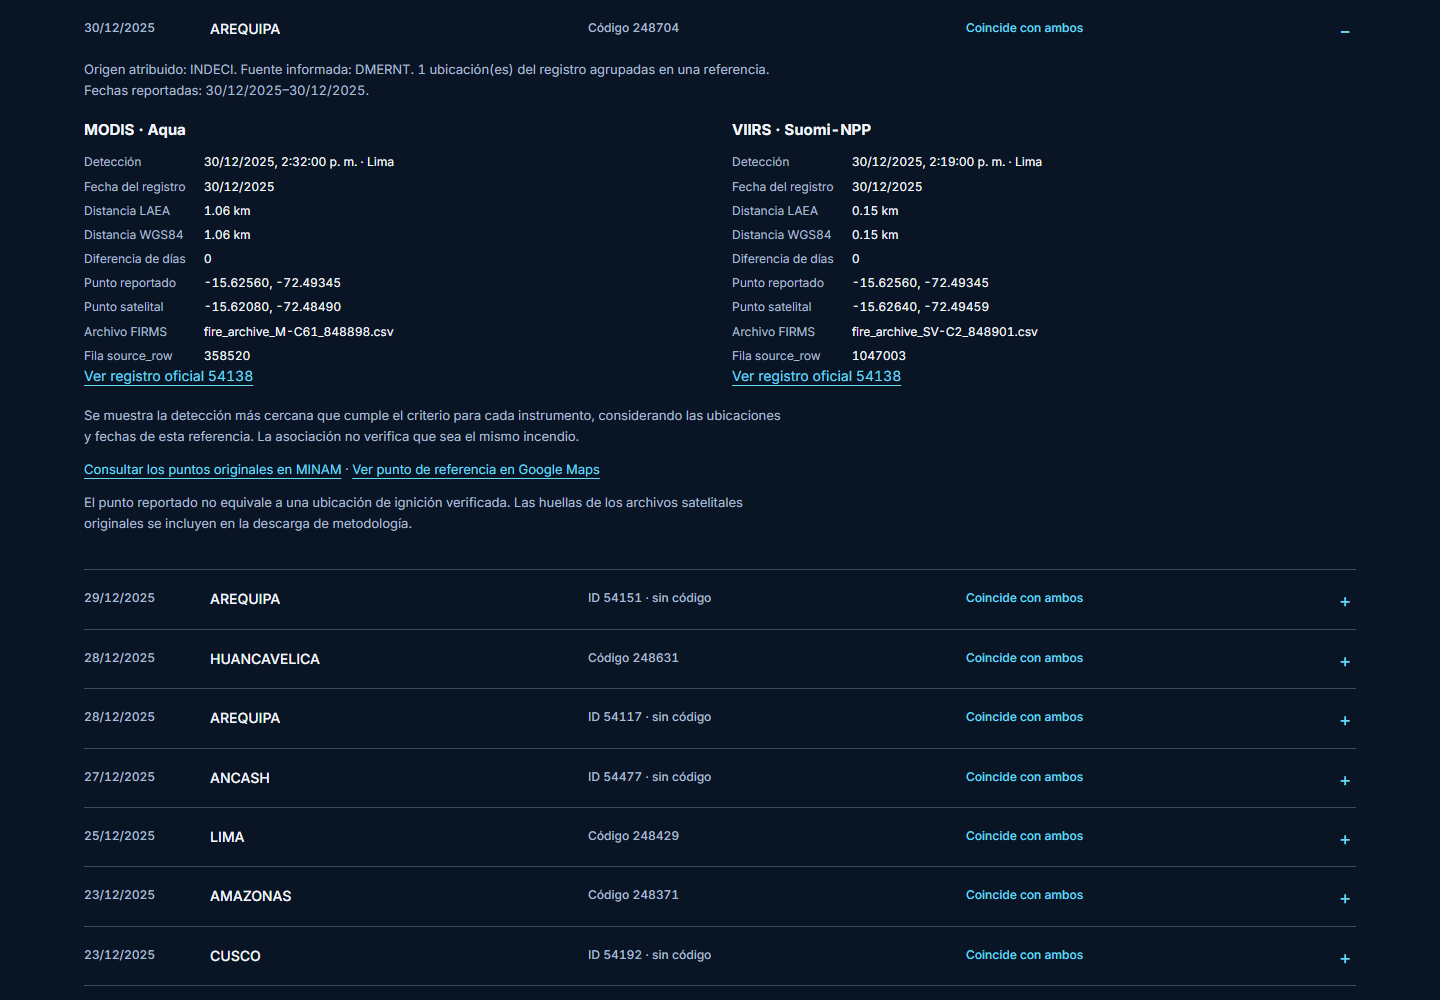 30/12/2025 AREQUIPA Código 248704 Coincide con ambos −
Origen atribuido: INDECI. Fuente informada: DMERNT. 1 ubicación(es) del registro agrupadas en una referencia.
Fechas reportadas: 30/12/2025–30/12/2025.
MODIS · Aqua
Detección 30/12/2025, 2:32:00 p. m. · Lima
Fecha del registro 30/12/2025
Distancia LAEA 1.06 km
Distancia WGS84 1.06 km
Diferencia de días 0
Punto reportado -15.62560, -72.49345
Punto satelital -15.62080, -72.48490
Archivo FIRMS fire_archive_M-C61_848898.csv
Fila source_row 358520
Ver registro oficial 54138
VIIRS · Suomi-NPP
Detección 30/12/2025, 2:19:00 p. m. · Lima
Fecha del registro 30/12/2025
Distancia LAEA 0.15 km
Distancia WGS84 0.15 km
Diferencia de días 0
Punto reportado -15.62560, -72.49345
Punto satelital -15.62640, -72.49459
Archivo FIRMS fire_archive_SV-C2_848901.csv
Fila source_row 1047003
Ver registro oficial 54138
Se muestra la detección más cercana que cumple el criterio para cada instrumento, considerando las ubicaciones
y fechas de esta referencia. La asociación no verifica que sea el mismo incendio.
Consultar los puntos originales en MINAM · Ver punto de referencia en Google Maps
El punto reportado no equivale a una ubicación de ignición verificada. Las huellas de los archivos satelitales
originales se incluyen en la descarga de metodología.
29/12/2025 AREQUIPA ID 54151 · sin código Coincide con ambos +
28/12/2025 HUANCAVELICA Código 248631 Coincide con ambos +
28/12/2025 AREQUIPA ID 54117 · sin código Coincide con ambos +
27/12/2025 ANCASH ID 54477 · sin código Coincide con ambos +
25/12/2025 LIMA Código 248429 Coincide con ambos +
23/12/2025 AMAZONAS Código 248371 Coincide con ambos +
23/12/2025 CUSCO ID 54192 · sin código Coincide con ambos +